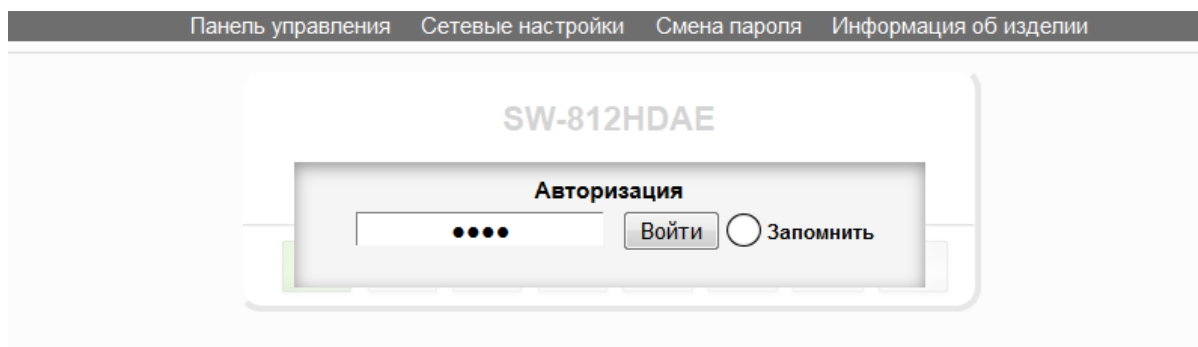 Панель управления Сетевые настройки Смена пароля Информация об изделии
SW-812HDAE
Авторизация
●●●● Войти Запомнить